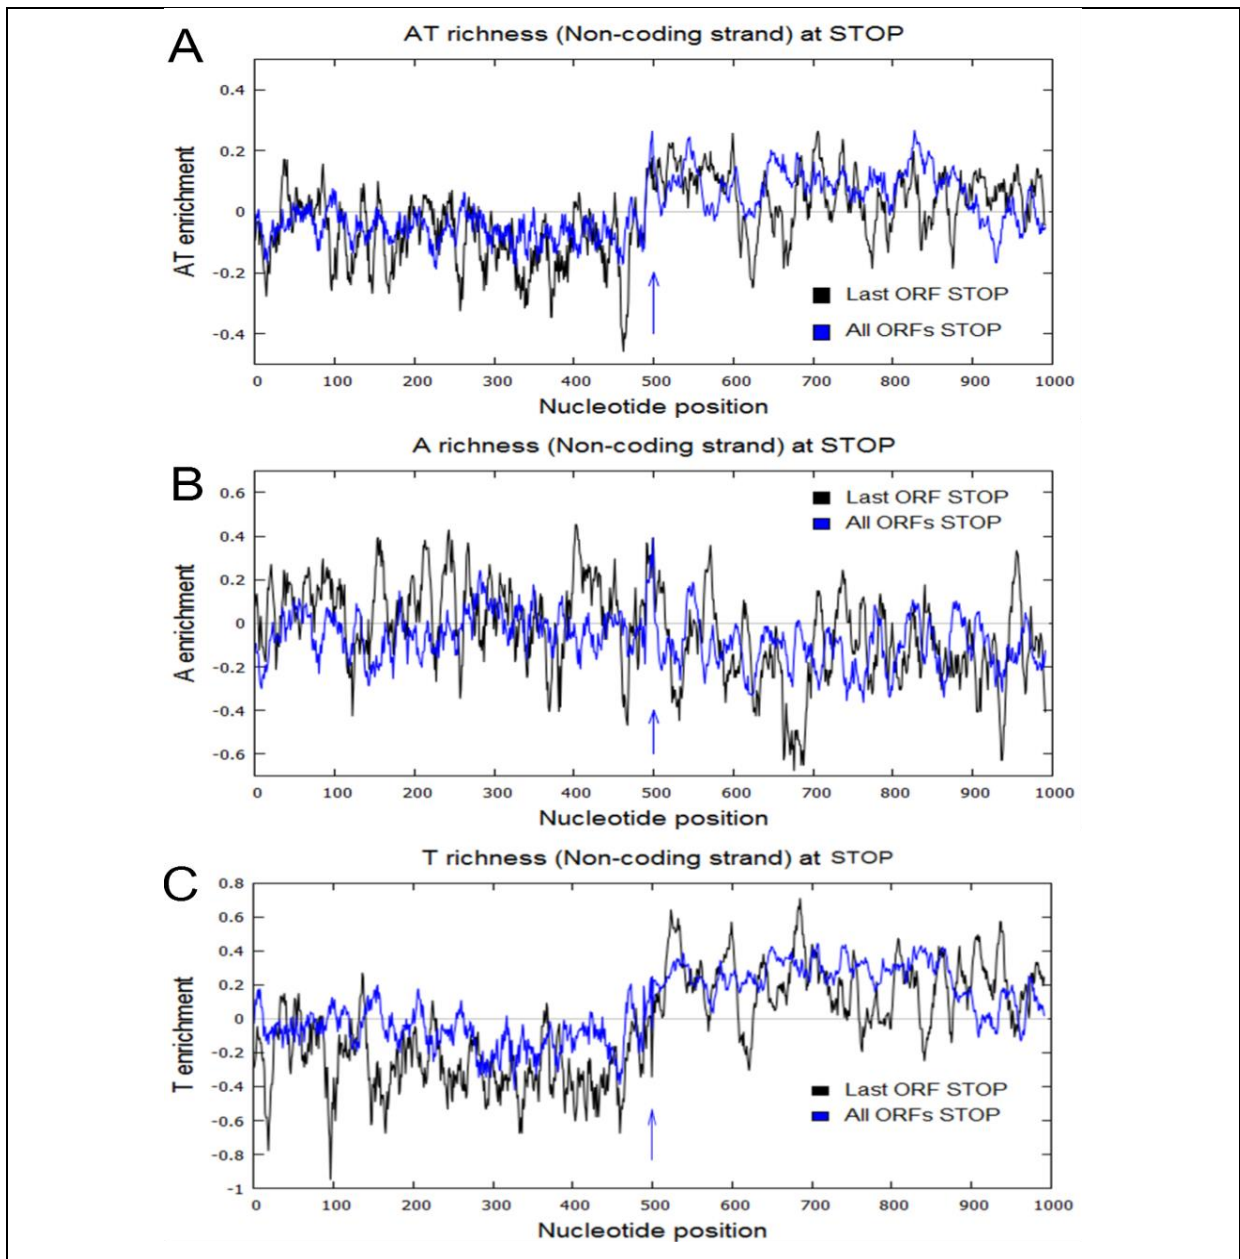 A
AT richness (Non-coding strand) at STOP
0.4
0.2
0
-0.2
-0.4
AT enrichment
Last ORF STOP
All ORFs STOP
0 100 200 300 400 500 600 700 800 900 1000
Nucleotide position
B
A richness (Non-coding strand) at STOP
0.6
0.4
0.2
0
-0.2
-0.4
-0.6
A enrichment
Last ORF STOP
All ORFs STOP
0 100 200 300 400 500 600 700 800 900 1000
Nucleotide position
C
T richness (Non-coding strand) at STOP
0.8
0.6
0.4
0.2
0
-0.2
-0.4
-0.6
-0.8
-1
T enrichment
Last ORF STOP
All ORFs STOP
0 100 200 300 400 500 600 700 800 900 1000
Nucleotide position